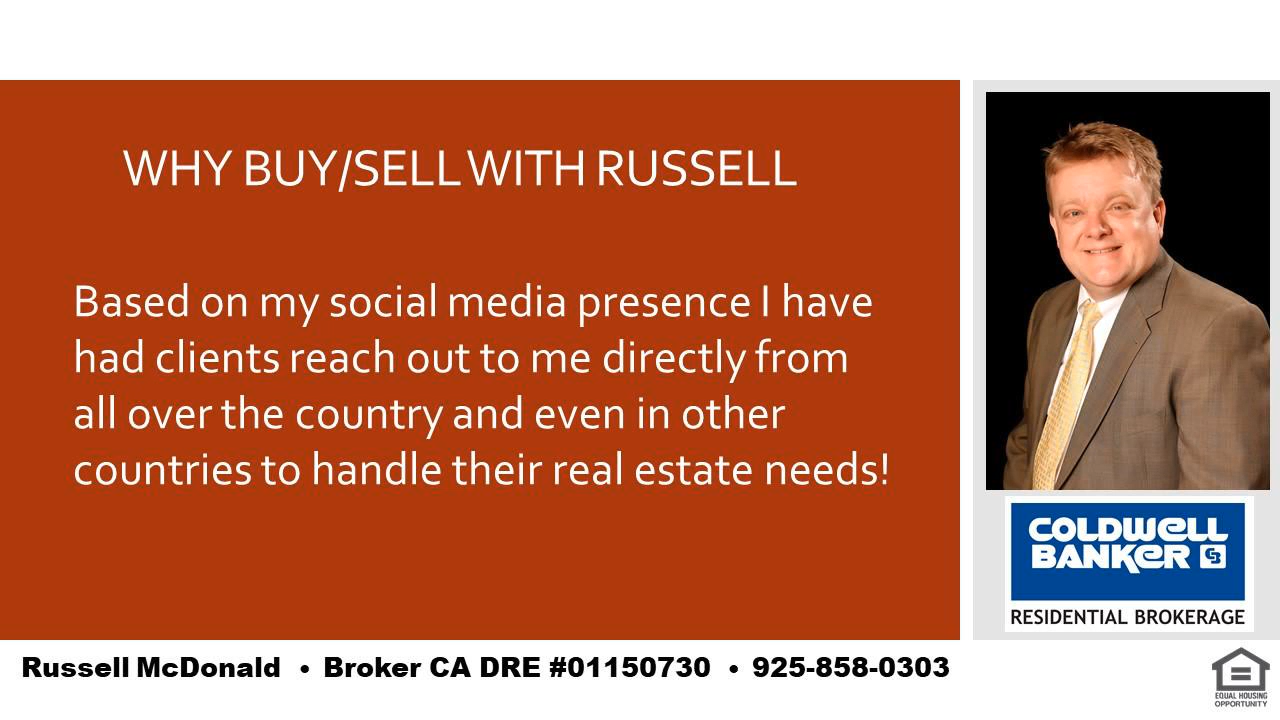 WHY BUY/SELL WITH RUSSELL
Based on my social media presence I have
had clients reach out to me directly from
all over the country and even in other
countries to handle their real estate needs!
COLDWELL
BANKER CB
RESIDENTIAL BROKERAGE
Russell McDonald • Broker CA DRE #01150730 • 925-858-0303
EQUAL HOUSING
OPPORTUNITY